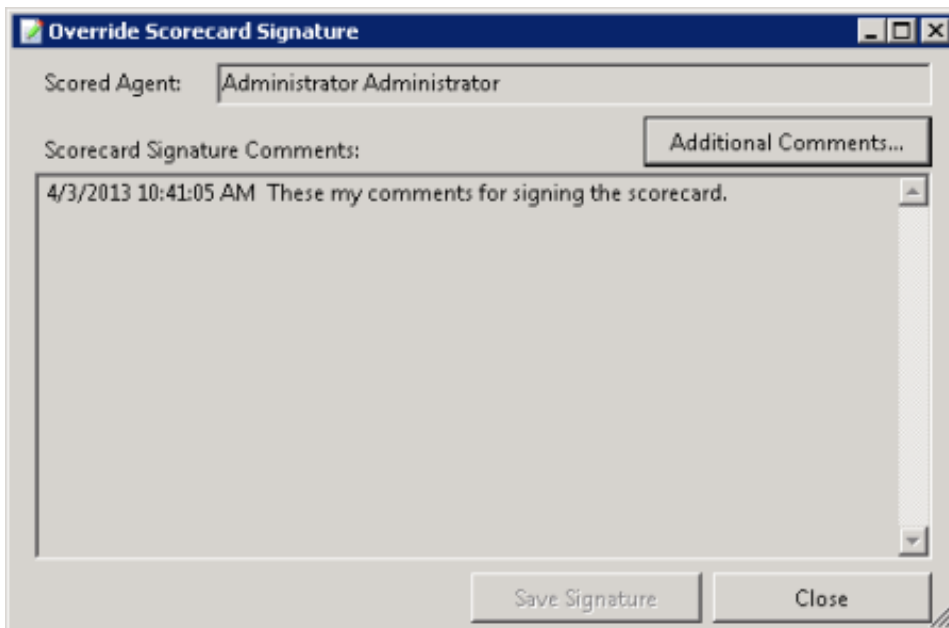 Override Scorecard Signature
Scored Agent: Administrator Administrator
Additional Comments...
Scorecard Signature Comments:
4/3/2013 10:41:05 AM  These my comments for signing the scorecard.
Save Signature Close